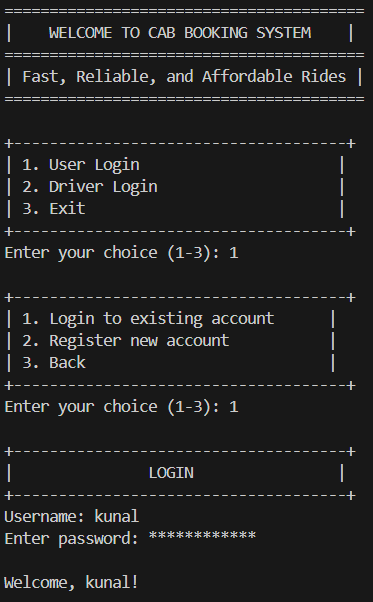 ========================================
|    WELCOME TO CAB BOOKING SYSTEM    |
========================================
| Fast, Reliable, and Affordable Rides |
========================================

+-------------------------------------+
| 1. User Login                      |
| 2. Driver Login                    |
| 3. Exit                            |
+-------------------------------------+
Enter your choice (1-3): 1

+-------------------------------------+
| 1. Login to existing account      |
| 2. Register new account           |
| 3. Back                           |
+-------------------------------------+
Enter your choice (1-3): 1

+-------------------------------------+
|               LOGIN                |
+-------------------------------------+
Username: kunal
Enter password: ************

Welcome, kunal!